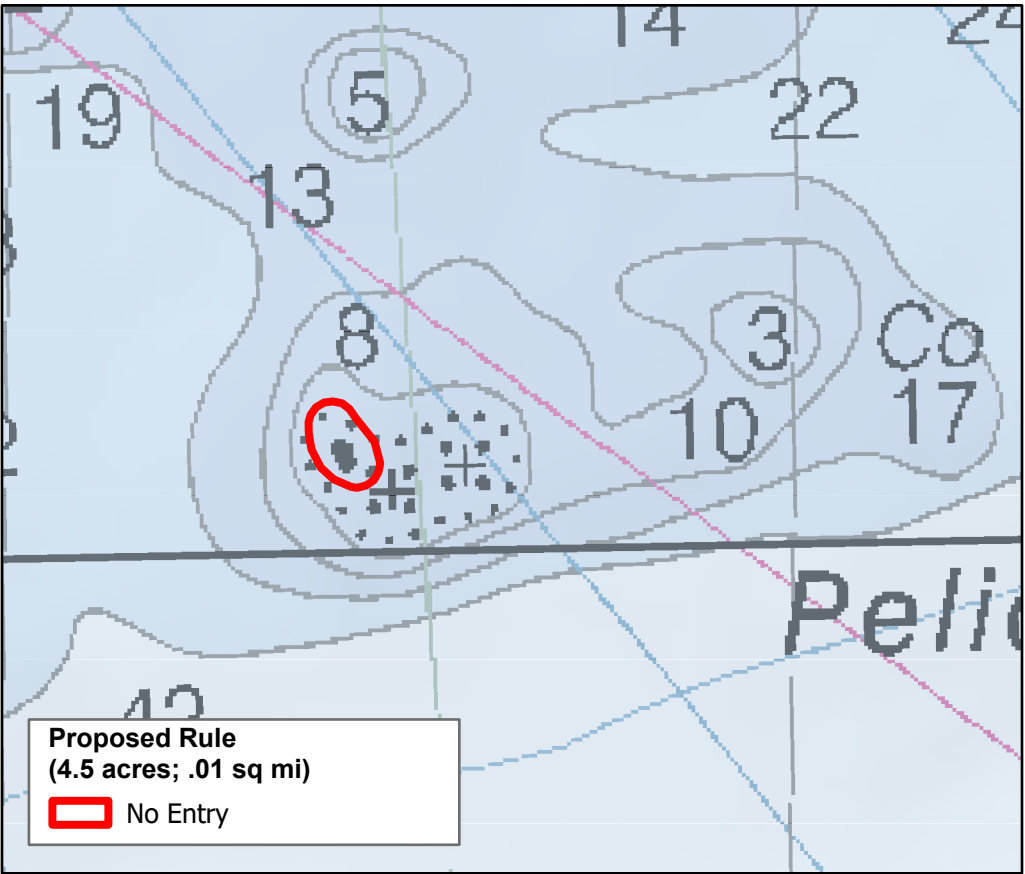 14
24
5
19
22
13
8
3
Co
17
10
Peli
Proposed Rule
(4.5 acres; .01 sq mi)
No Entry